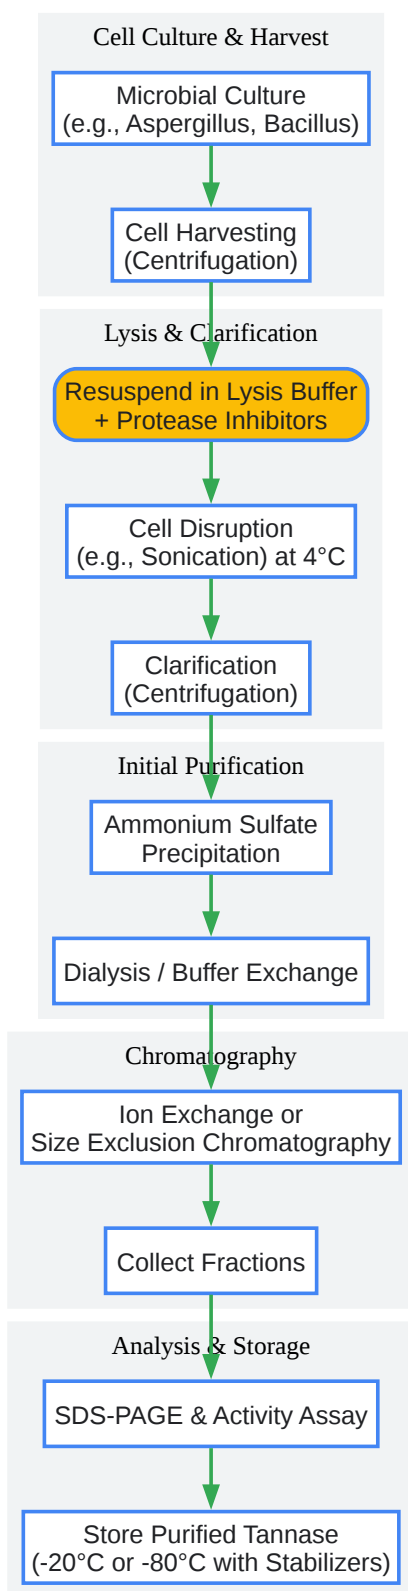 Cell Culture & Harvest
Microbial Culture
(e.g., Aspergillus, Bacillus)
Cell Harvesting
(Centrifugation)
Lysis & Clarification
Resuspend in Lysis Buffer
+ Protease Inhibitors
Cell Disruption
(e.g., Sonication) at 4°C
Clarification
(Centrifugation)
Initial Purification
Ammonium Sulfate
Precipitation
Dialysis / Buffer Exchange
Chromatography
Ion Exchange or
Size Exclusion Chromatography
Collect Fractions
Analysis & Storage
SDS-PAGE & Activity Assay
Store Purified Tannase
(-20°C or -80°C with Stabilizers)